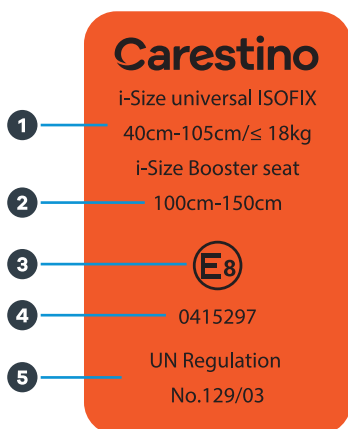 Carestino
i-Size universal ISOFIX
1
40cm-105cm/≤ 18kg
i-Size Booster seat
2
100cm-150cm
3
E8
4
0415297
UN Regulation
5
No.129/03